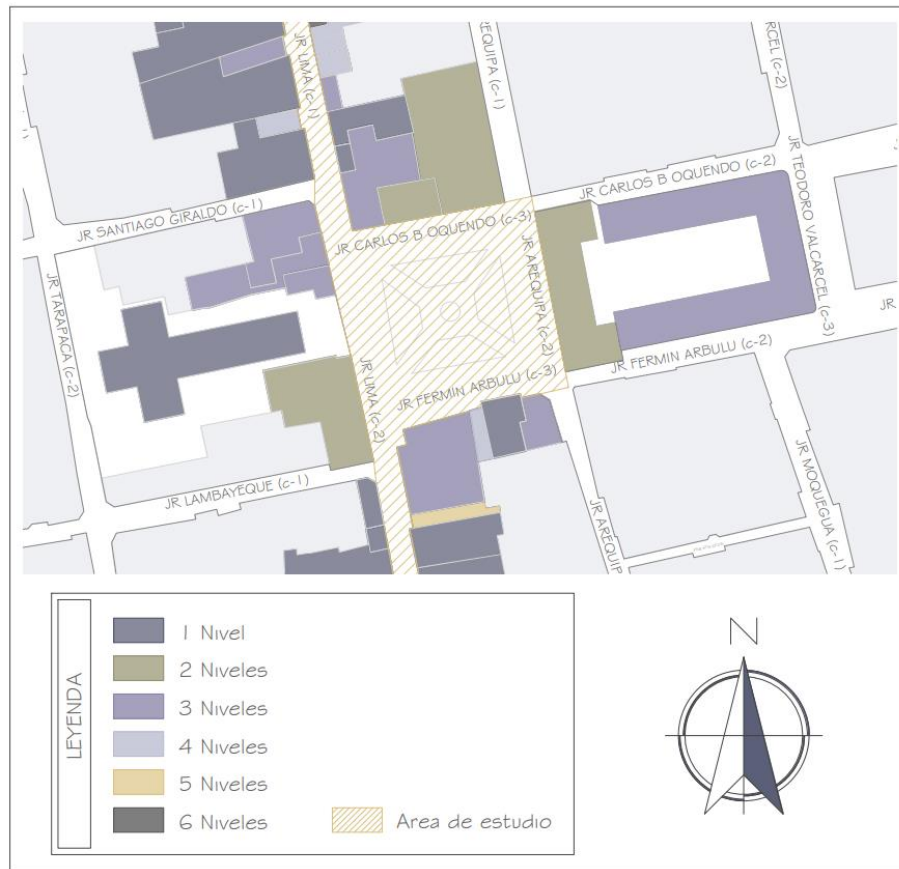 JR LIMA (c-1)
AREQUIPA (c-1)
RCEL (c-2)
JR CARLOS B OQUENDO (c-2)
JR TEODORO VALCARCEL (c-3)
JR SANTIAGO GIRALDO (c-1)
JR CARLOS B OQUENDO (c-3)
JR TARAPACA (c-2)
JR AREQUIPA (c-2)
JR
JR LIMA (c-2)
JR FERMIN ARBULU (c-3)
JR FERMIN ARBULU (c-2)
JR LAMBAYEQUE (c-1)
JR AREQUIP
JR MOQUEGUA (c-1)
N
LEYENDA
1 Nivel
2 Niveles
3 Niveles
4 Niveles
5 Niveles
6 Niveles
Area de estudio